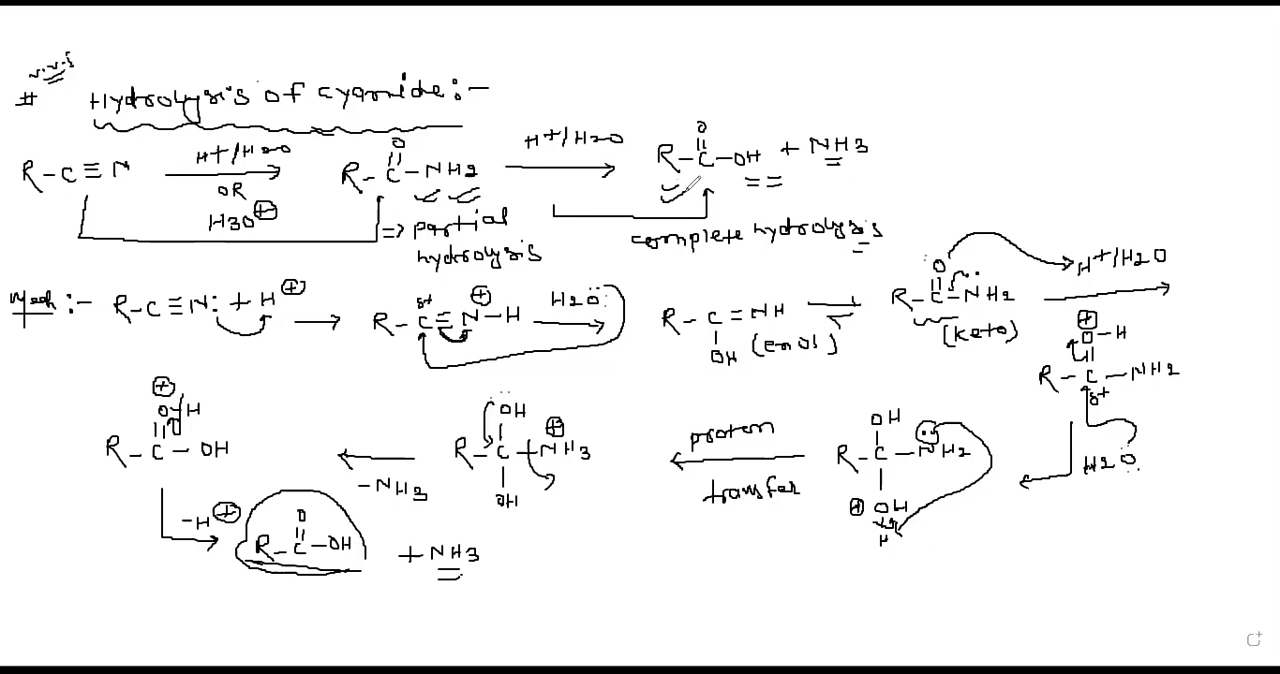 v.v.s
# Hydrolysis of cyanide:-
R-C≡N H+/H2O OR H3O⊕ R-C(=O)-NH2 H+/H2O R-C(=O)-OH + NH3
=> partial hydrolysis
complete hydrolysis
Mech:- R-C≡N: + H⊕ → R-C≡N⊕-H δ+ H2O: → R-C(OH)=NH (enol) ⇌ R-C(=O)-NH2 (keto) H+/H2O
R-C(=O⊕-H)-NH2 δ+ H2O
R-C(OH)(⊕OH-H)-NH2
proton transfer
R-C(OH)(OH)-NH3⊕
-NH3
R-C(=O⊕-H)-OH
-H⊕
R-C(=O)-OH + NH3